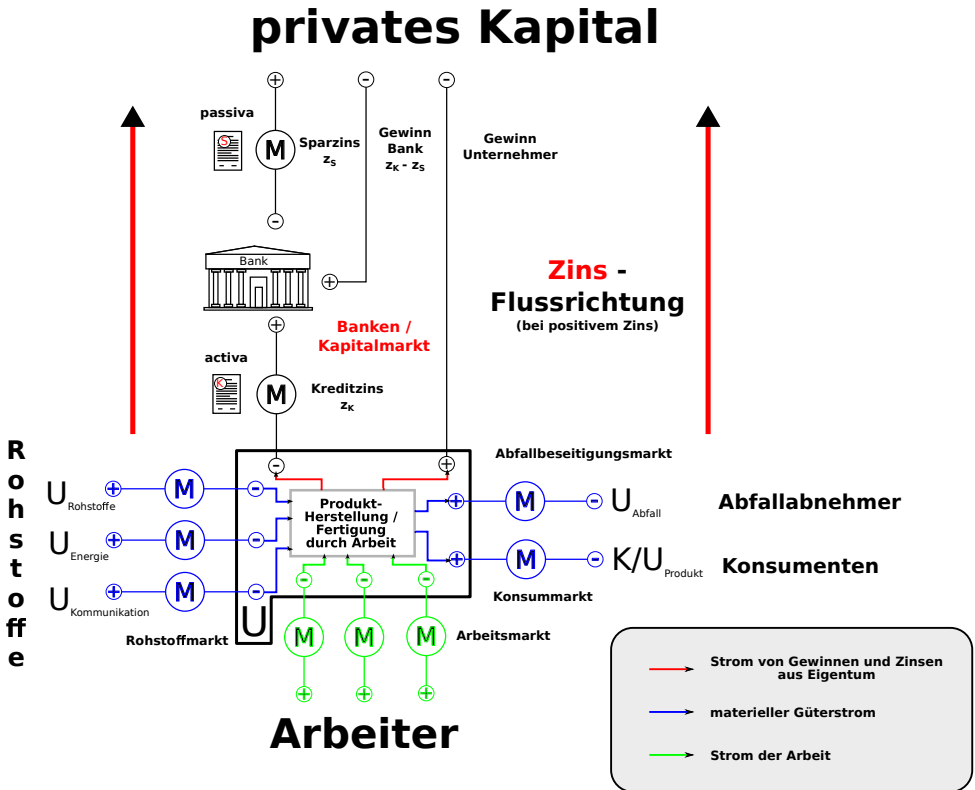 privates Kapital
passiva
S
M
Sparzins
zS
Gewinn
Bank
zK - zS
Gewinn
Unternehmer
Bank
Zins -
Flussrichtung
(bei positivem Zins)
Banken /
Kapitalmarkt
activa
K
M
Kreditzins
zK
Rohstoffe
Abfallbeseitigungsmarkt
URohstoffe
M
Produkt-
Herstellung /
Fertigung
durch Arbeit
M
UAbfall
Abfallabnehmer
UEnergie
M
M
K/UProdukt
Konsumenten
UKommunikation
M
Konsummarkt
Rohstoffmarkt
U
M
M
M
Arbeitsmarkt
Arbeiter
Strom von Gewinnen und Zinsen
aus Eigentum
materieller Güterstrom
Strom der Arbeit